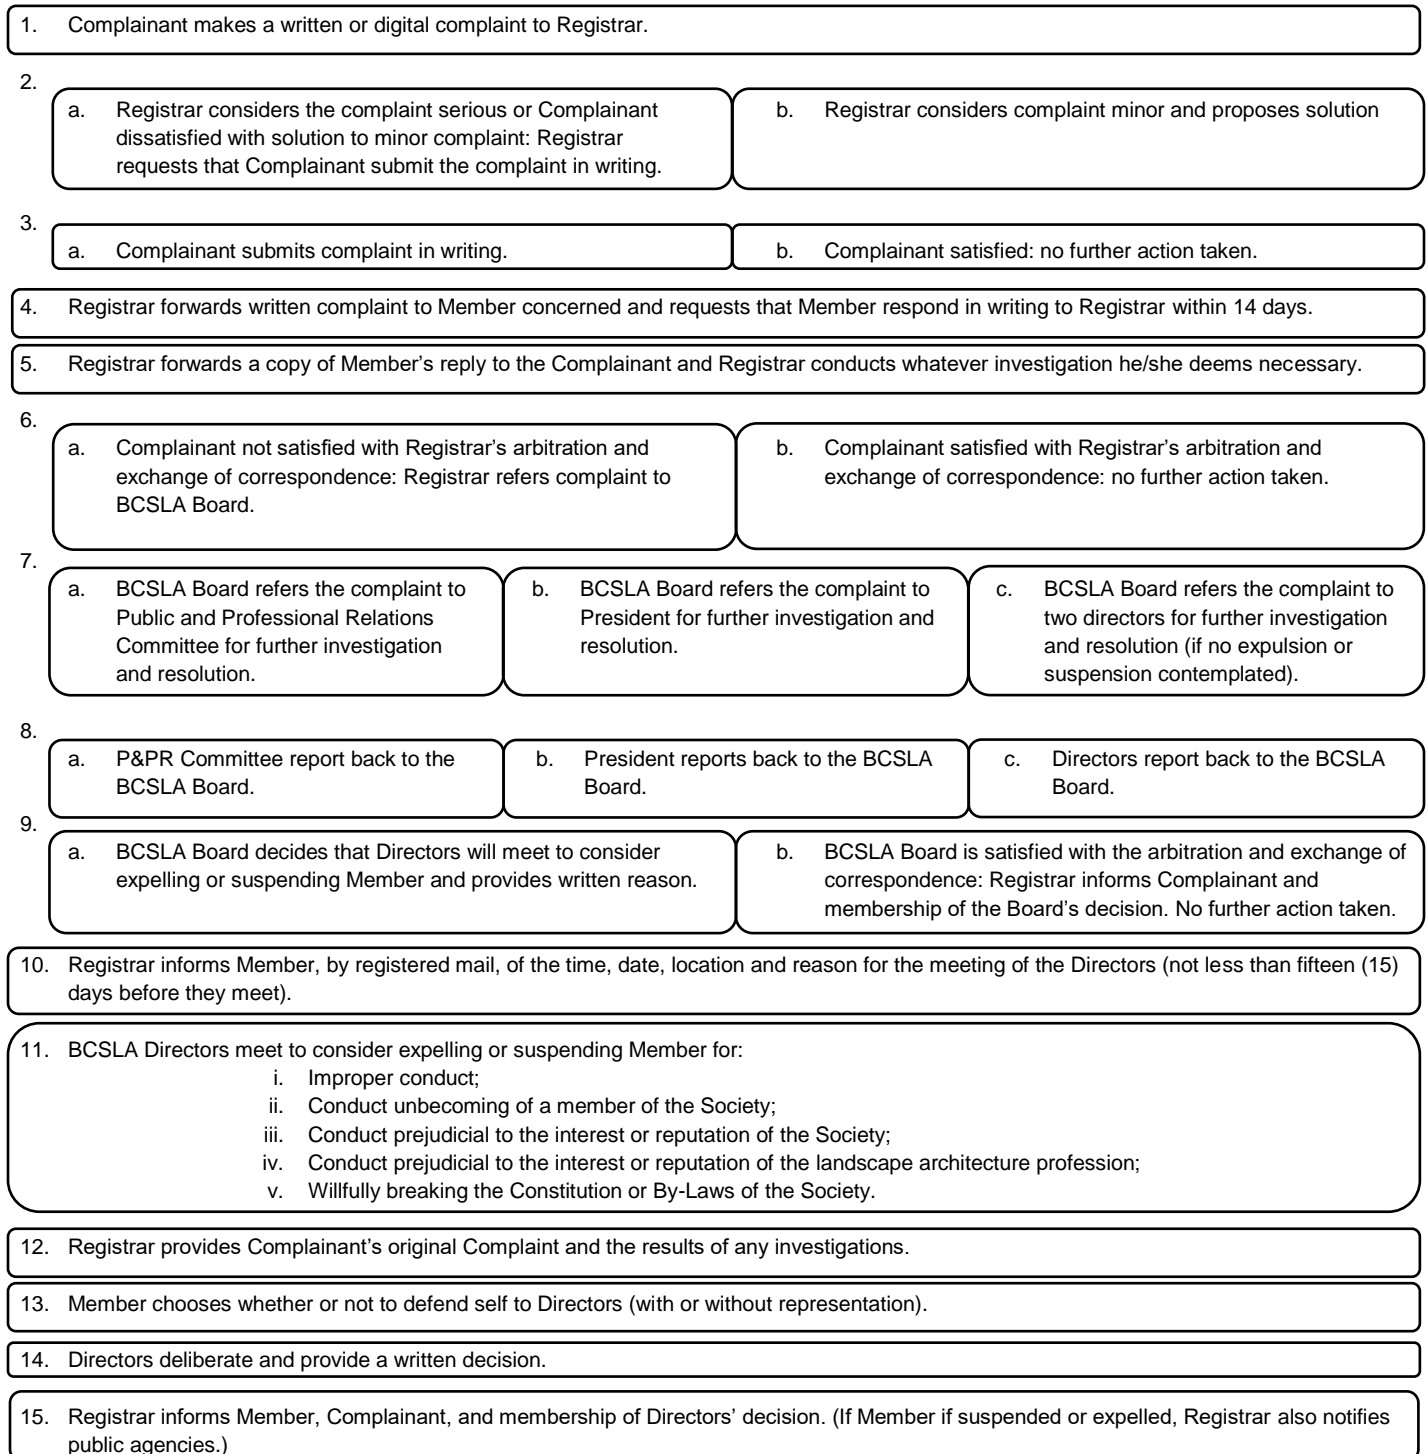 1. Complainant makes a written or digital complaint to Registrar.
2.
a. Registrar considers the complaint serious or Complainant
dissatisfied with solution to minor complaint: Registrar
requests that Complainant submit the complaint in writing.
b. Registrar considers complaint minor and proposes solution
3.
a. Complainant submits complaint in writing.
b. Complainant satisfied: no further action taken.
4. Registrar forwards written complaint to Member concerned and requests that Member respond in writing to Registrar within 14 days.
5. Registrar forwards a copy of Member’s reply to the Complainant and Registrar conducts whatever investigation he/she deems necessary.
6.
a. Complainant not satisfied with Registrar’s arbitration and
exchange of correspondence: Registrar refers complaint to
BCSLA Board.
b. Complainant satisfied with Registrar’s arbitration and
exchange of correspondence: no further action taken.
7.
a. BCSLA Board refers the complaint to
Public and Professional Relations
Committee for further investigation
and resolution.
b. BCSLA Board refers the complaint to
President for further investigation and
resolution.
c. BCSLA Board refers the complaint to
two directors for further investigation
and resolution (if no expulsion or
suspension contemplated).
8.
a. P&PR Committee report back to the
BCSLA Board.
b. President reports back to the BCSLA
Board.
c. Directors report back to the BCSLA
Board.
9.
a. BCSLA Board decides that Directors will meet to consider
expelling or suspending Member and provides written reason.
b. BCSLA Board is satisfied with the arbitration and exchange of
correspondence: Registrar informs Complainant and
membership of the Board’s decision. No further action taken.
10. Registrar informs Member, by registered mail, of the time, date, location and reason for the meeting of the Directors (not less than fifteen (15)
days before they meet).
11. BCSLA Directors meet to consider expelling or suspending Member for:
i. Improper conduct;
ii. Conduct unbecoming of a member of the Society;
iii. Conduct prejudicial to the interest or reputation of the Society;
iv. Conduct prejudicial to the interest or reputation of the landscape architecture profession;
v. Willfully breaking the Constitution or By-Laws of the Society.
12. Registrar provides Complainant’s original Complaint and the results of any investigations.
13. Member chooses whether or not to defend self to Directors (with or without representation).
14. Directors deliberate and provide a written decision.
15. Registrar informs Member, Complainant, and membership of Directors’ decision. (If Member if suspended or expelled, Registrar also notifies
public agencies.)